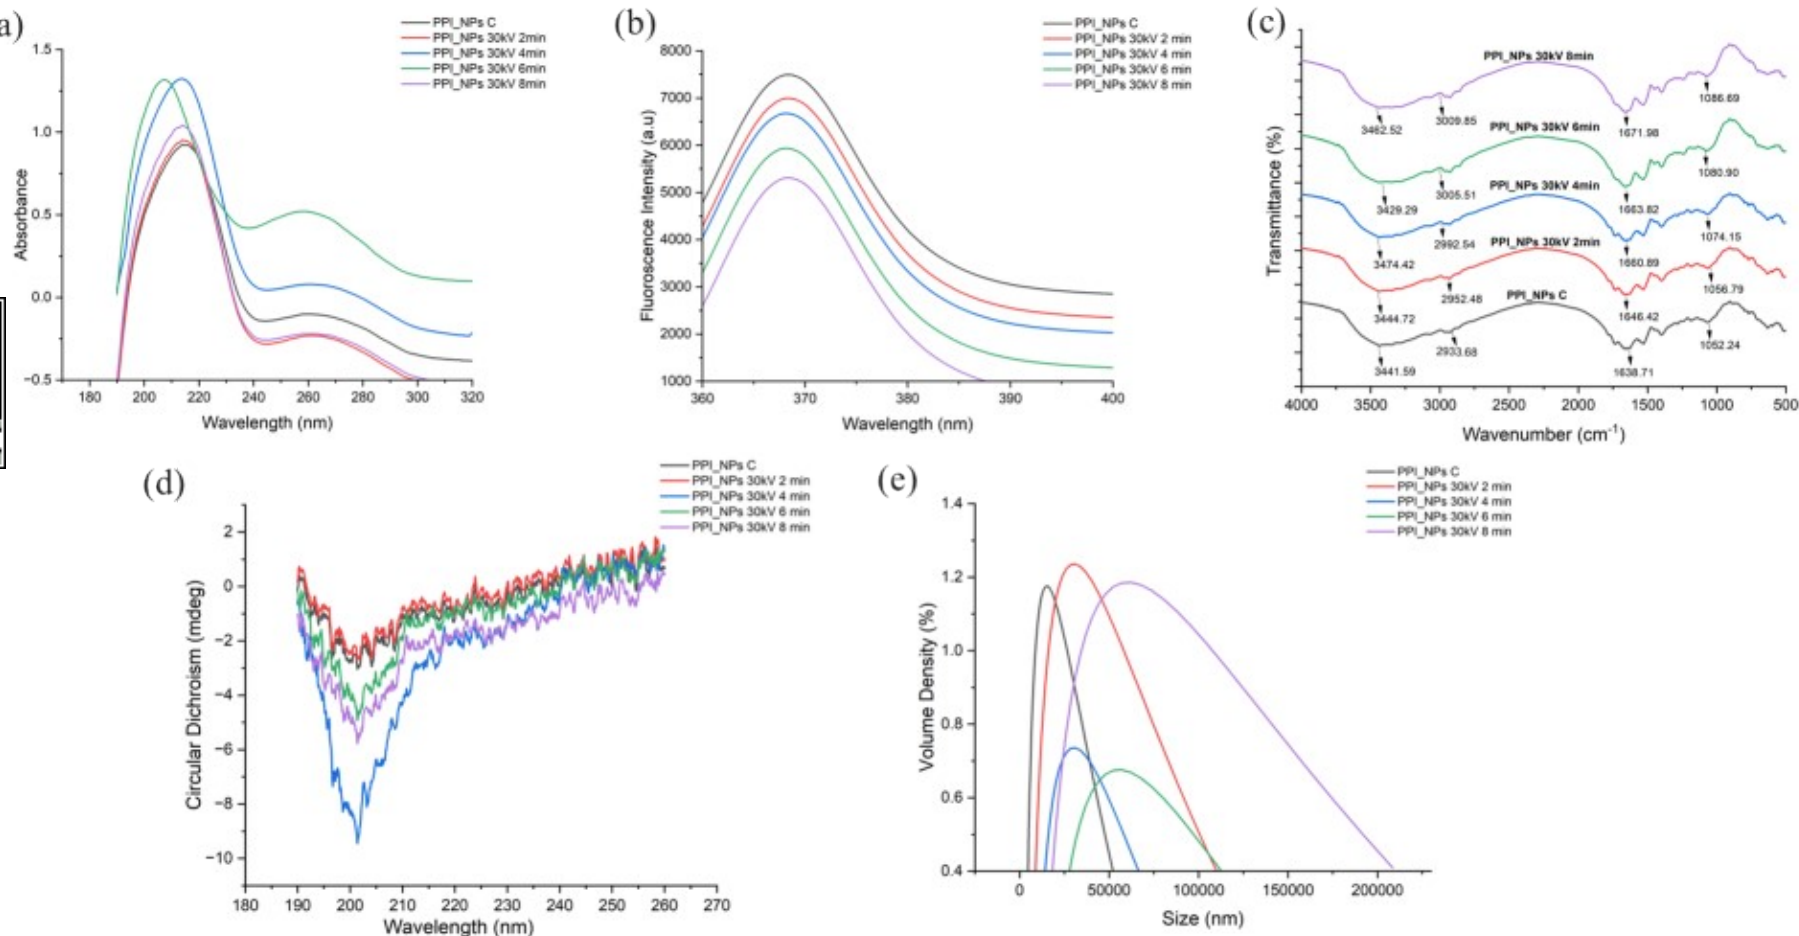 a)
PPI_NPs C
PPI_NPs 30kV 2min
PPI_NPs 30kV 4min
PPI_NPs 30kV 6min
PPI_NPs 30kV 8min
1.5
1.0
0.5
0.0
−0.5
Absorbance
180 200 220 240 260 280 300 320
Wavelength (nm)
(b)
PPI_NPs C
PPI_NPs 30kV 2 min
PPI_NPs 30kV 4 min
PPI_NPs 30kV 6 min
PPI_NPs 30kV 8 min
8000
7000
6000
5000
4000
3000
2000
1000
Fluoroscence Intensity (a.u)
360 370 380 390 400
Wavelength (nm)
(c)
Transmittance (%)
PPI_NPs 30kV 8min
3462.52 3009.85 1671.98 1086.69
PPI_NPs 30kV 6min
3429.29 3005.51 1663.82 1080.90
PPI_NPs 30kV 4min
3474.42 2992.54 1660.89 1074.15
PPI_NPs 30kV 2min
3444.72 2952.48 1646.42 1056.79
PPI_NPs C
3441.59 2933.68 1638.71 1052.24
4000 3500 3000 2500 2000 1500 1000 500
Wavenumber (cm⁻¹)
(d)
PPI_NPs C
PPI_NPs 30kV 2 min
PPI_NPs 30kV 4 min
PPI_NPs 30kV 6 min
PPI_NPs 30kV 8 min
2
0
−2
−4
−6
−8
−10
Circular Dichroism (mdeg)
180 190 200 210 220 230 240 250 260 270
Wavelength (nm)
(e)
PPI_NPs C
PPI_NPs 30kV 2 min
PPI_NPs 30kV 4 min
PPI_NPs 30kV 6 min
PPI_NPs 30kV 8 min
1.4
1.2
1.0
0.8
0.6
0.4
Volume Density (%)
0 50000 100000 150000 200000
Size (nm)